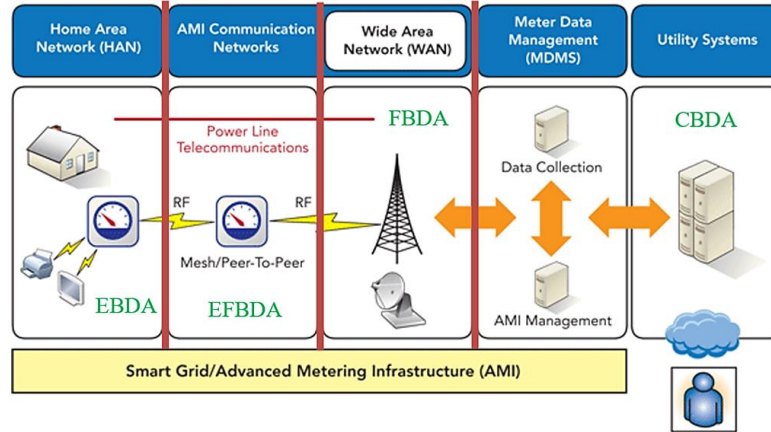 Home Area
Network (HAN)
AMI Communication
Networks
Wide Area
Network (WAN)
Meter Data
Management
(MDMS)
Utility Systems
Power Line
Telecommunications
RF
RF
Mesh/Peer-To-Peer
EBDA
EFBDA
FBDA
Data Collection
AMI Management
CBDA
Smart Grid/Advanced Metering Infrastructure (AMI)